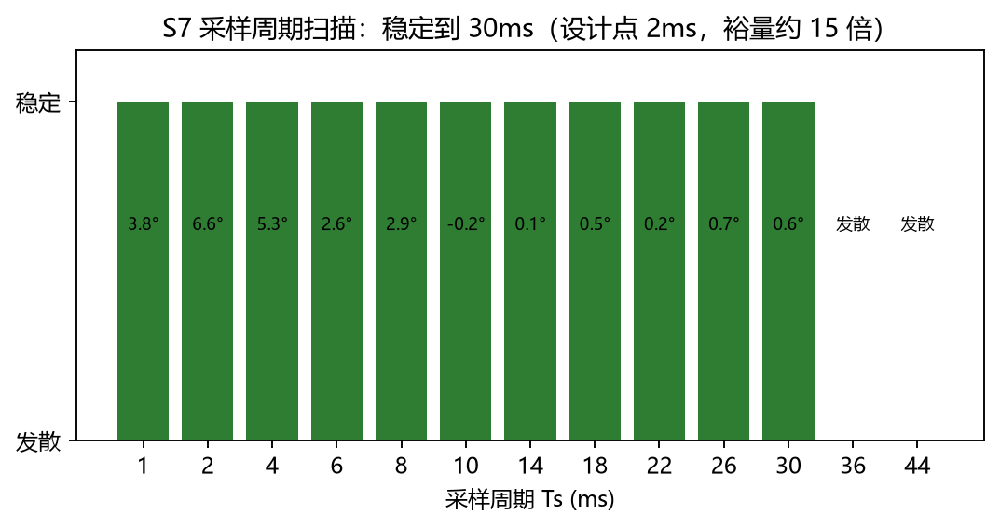 S7 采样周期扫描：稳定到 30ms（设计点 2ms，裕量约 15 倍）
稳定
3.8° 6.6° 5.3° 2.6° 2.9° -0.2° 0.1° 0.5° 0.2° 0.7° 0.6° 发散 发散
发散
1 2 4 6 8 10 14 18 22 26 30 36 44
采样周期 Ts (ms)